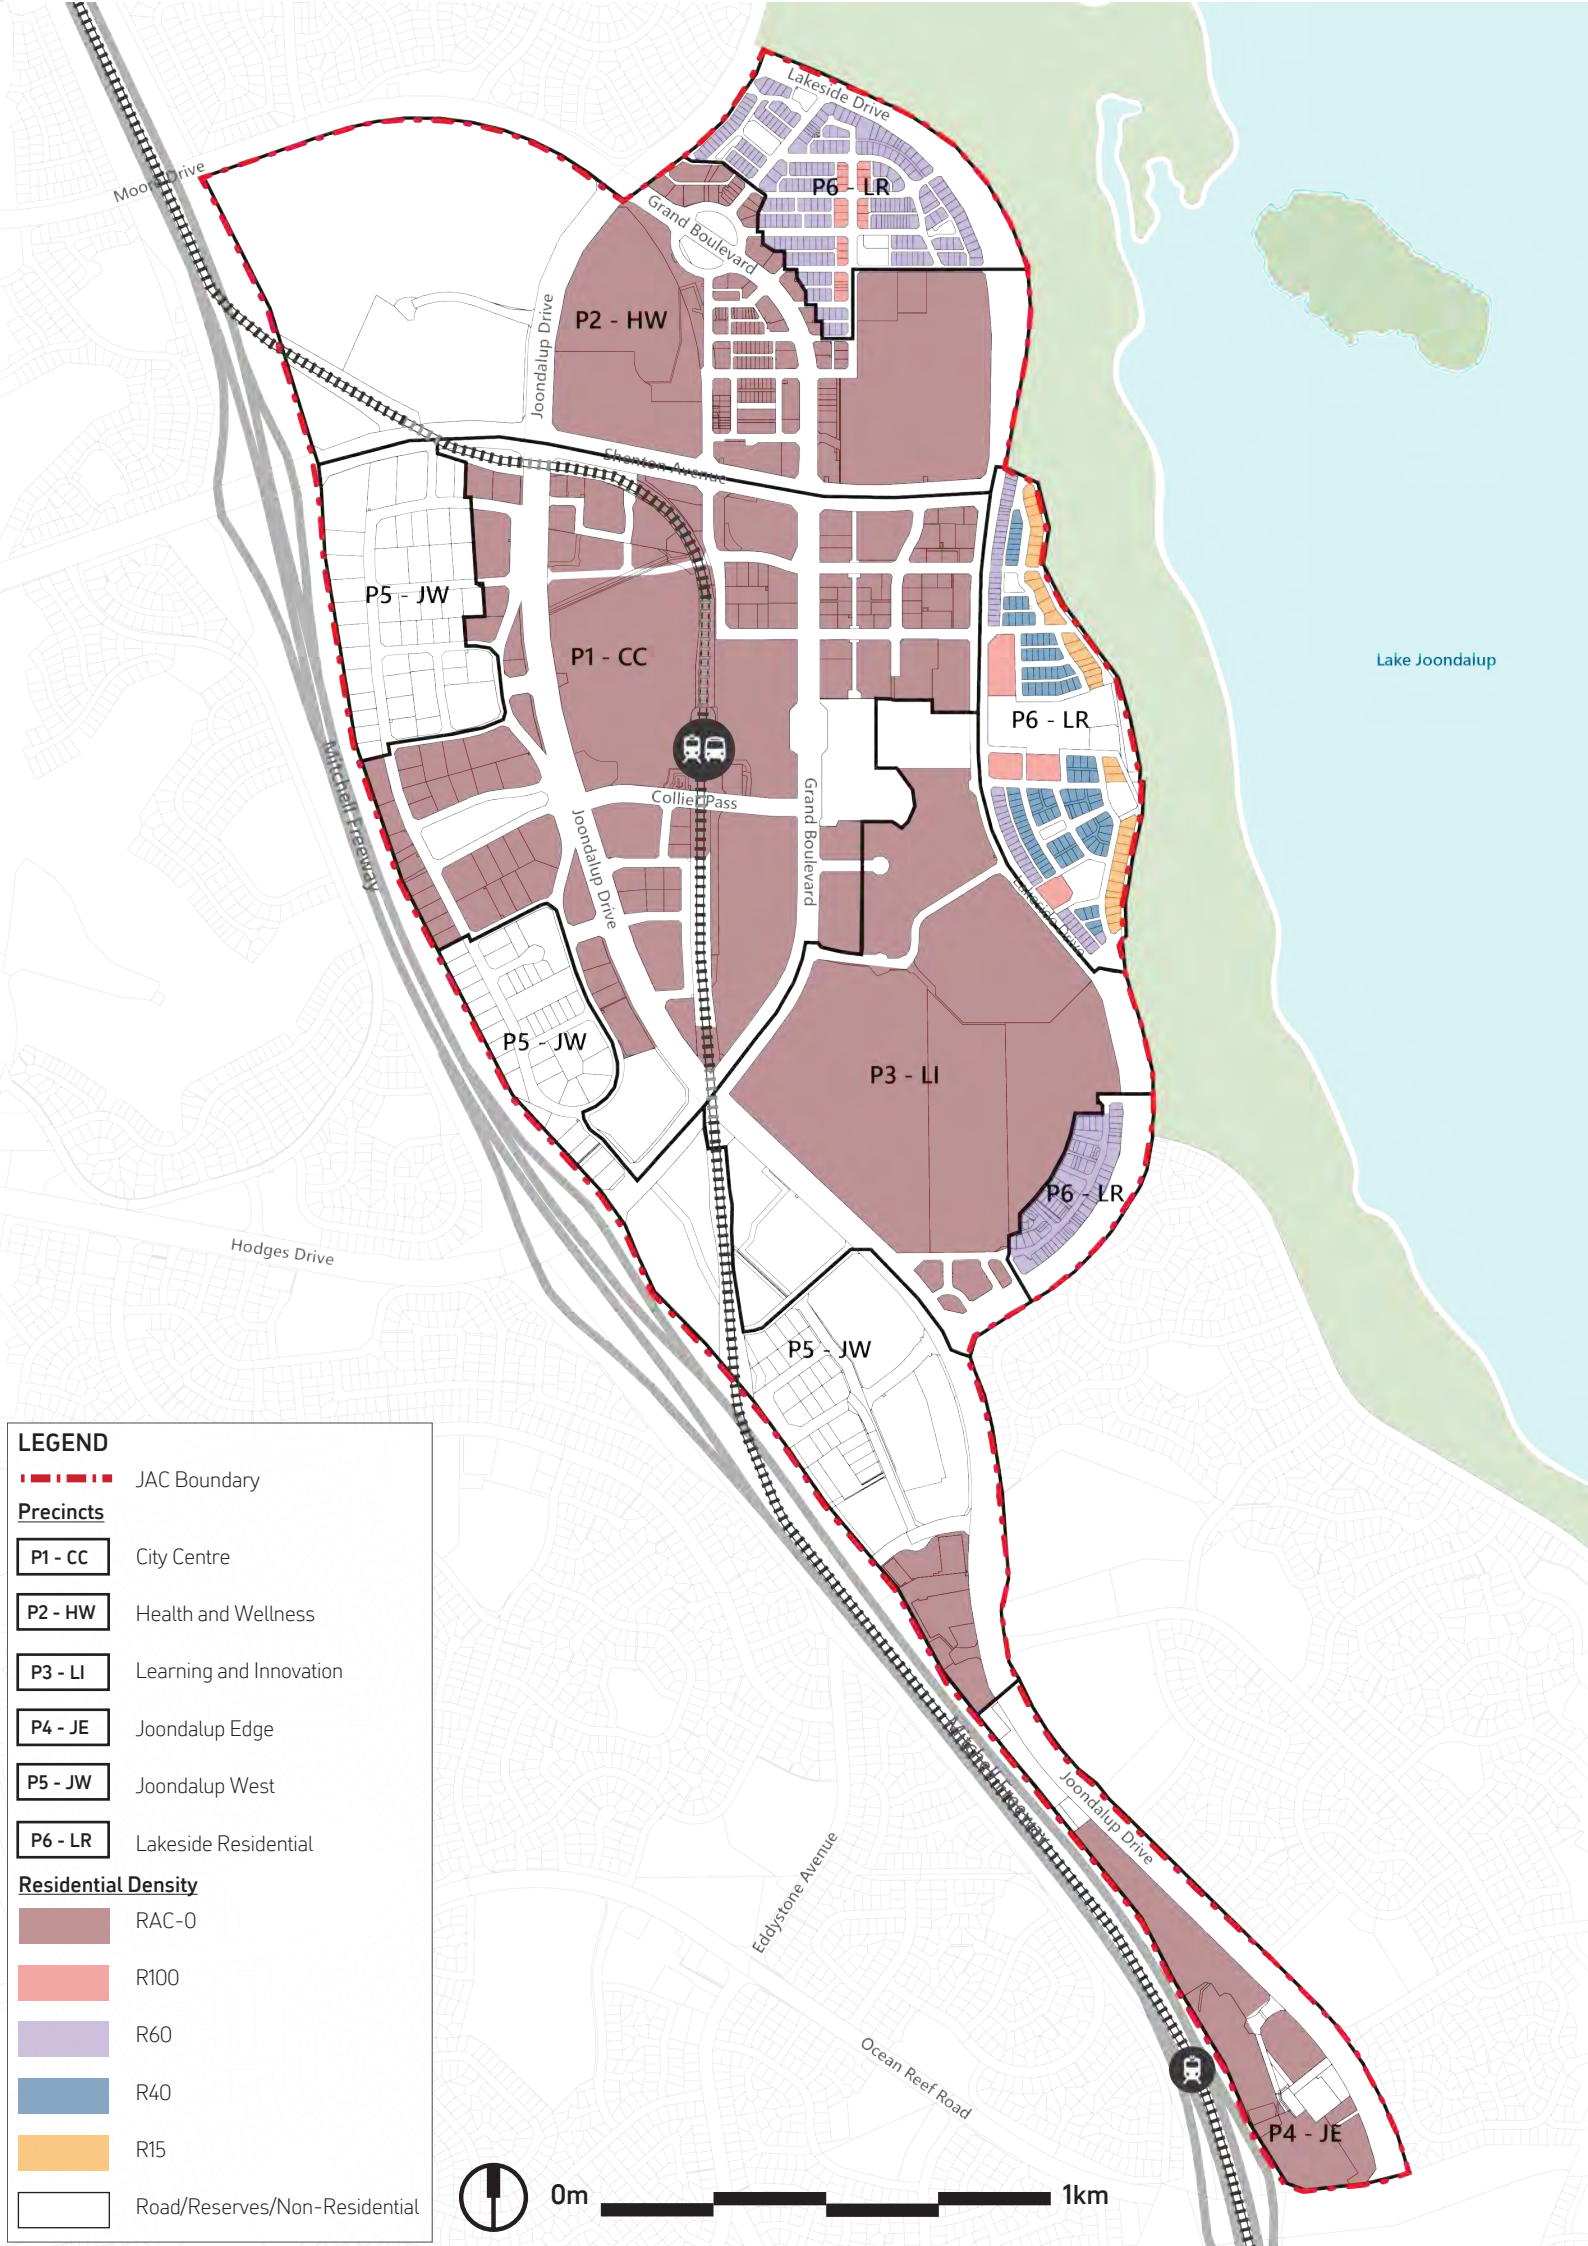 Lakeside Drive
Moore Drive
P6 - LR
Grand Boulevard
P2 - HW
Joondalup Drive
Shenton Avenue
P5 - JW
P1 - CC
Lake Joondalup
P6 - LR
Mitchell Freeway
Collier Pass
Grand Boulevard
Joondalup Drive
Lakeside Drive
P5 - JW
P3 - LI
P6 - LR
Hodges Drive
P5 - JW
LEGEND
JAC Boundary
Precincts
P1 - CC City Centre
P2 - HW Health and Wellness
P3 - LI Learning and Innovation
P4 - JE Joondalup Edge
P5 - JW Joondalup West
P6 - LR Lakeside Residential
Residential Density
RAC-0
R100
R60
R40
R15
Road/Reserves/Non-Residential
Mitchell Freeway
Joondalup Drive
Eddystone Avenue
Ocean Reef Road
P4 - JE
0m 1km